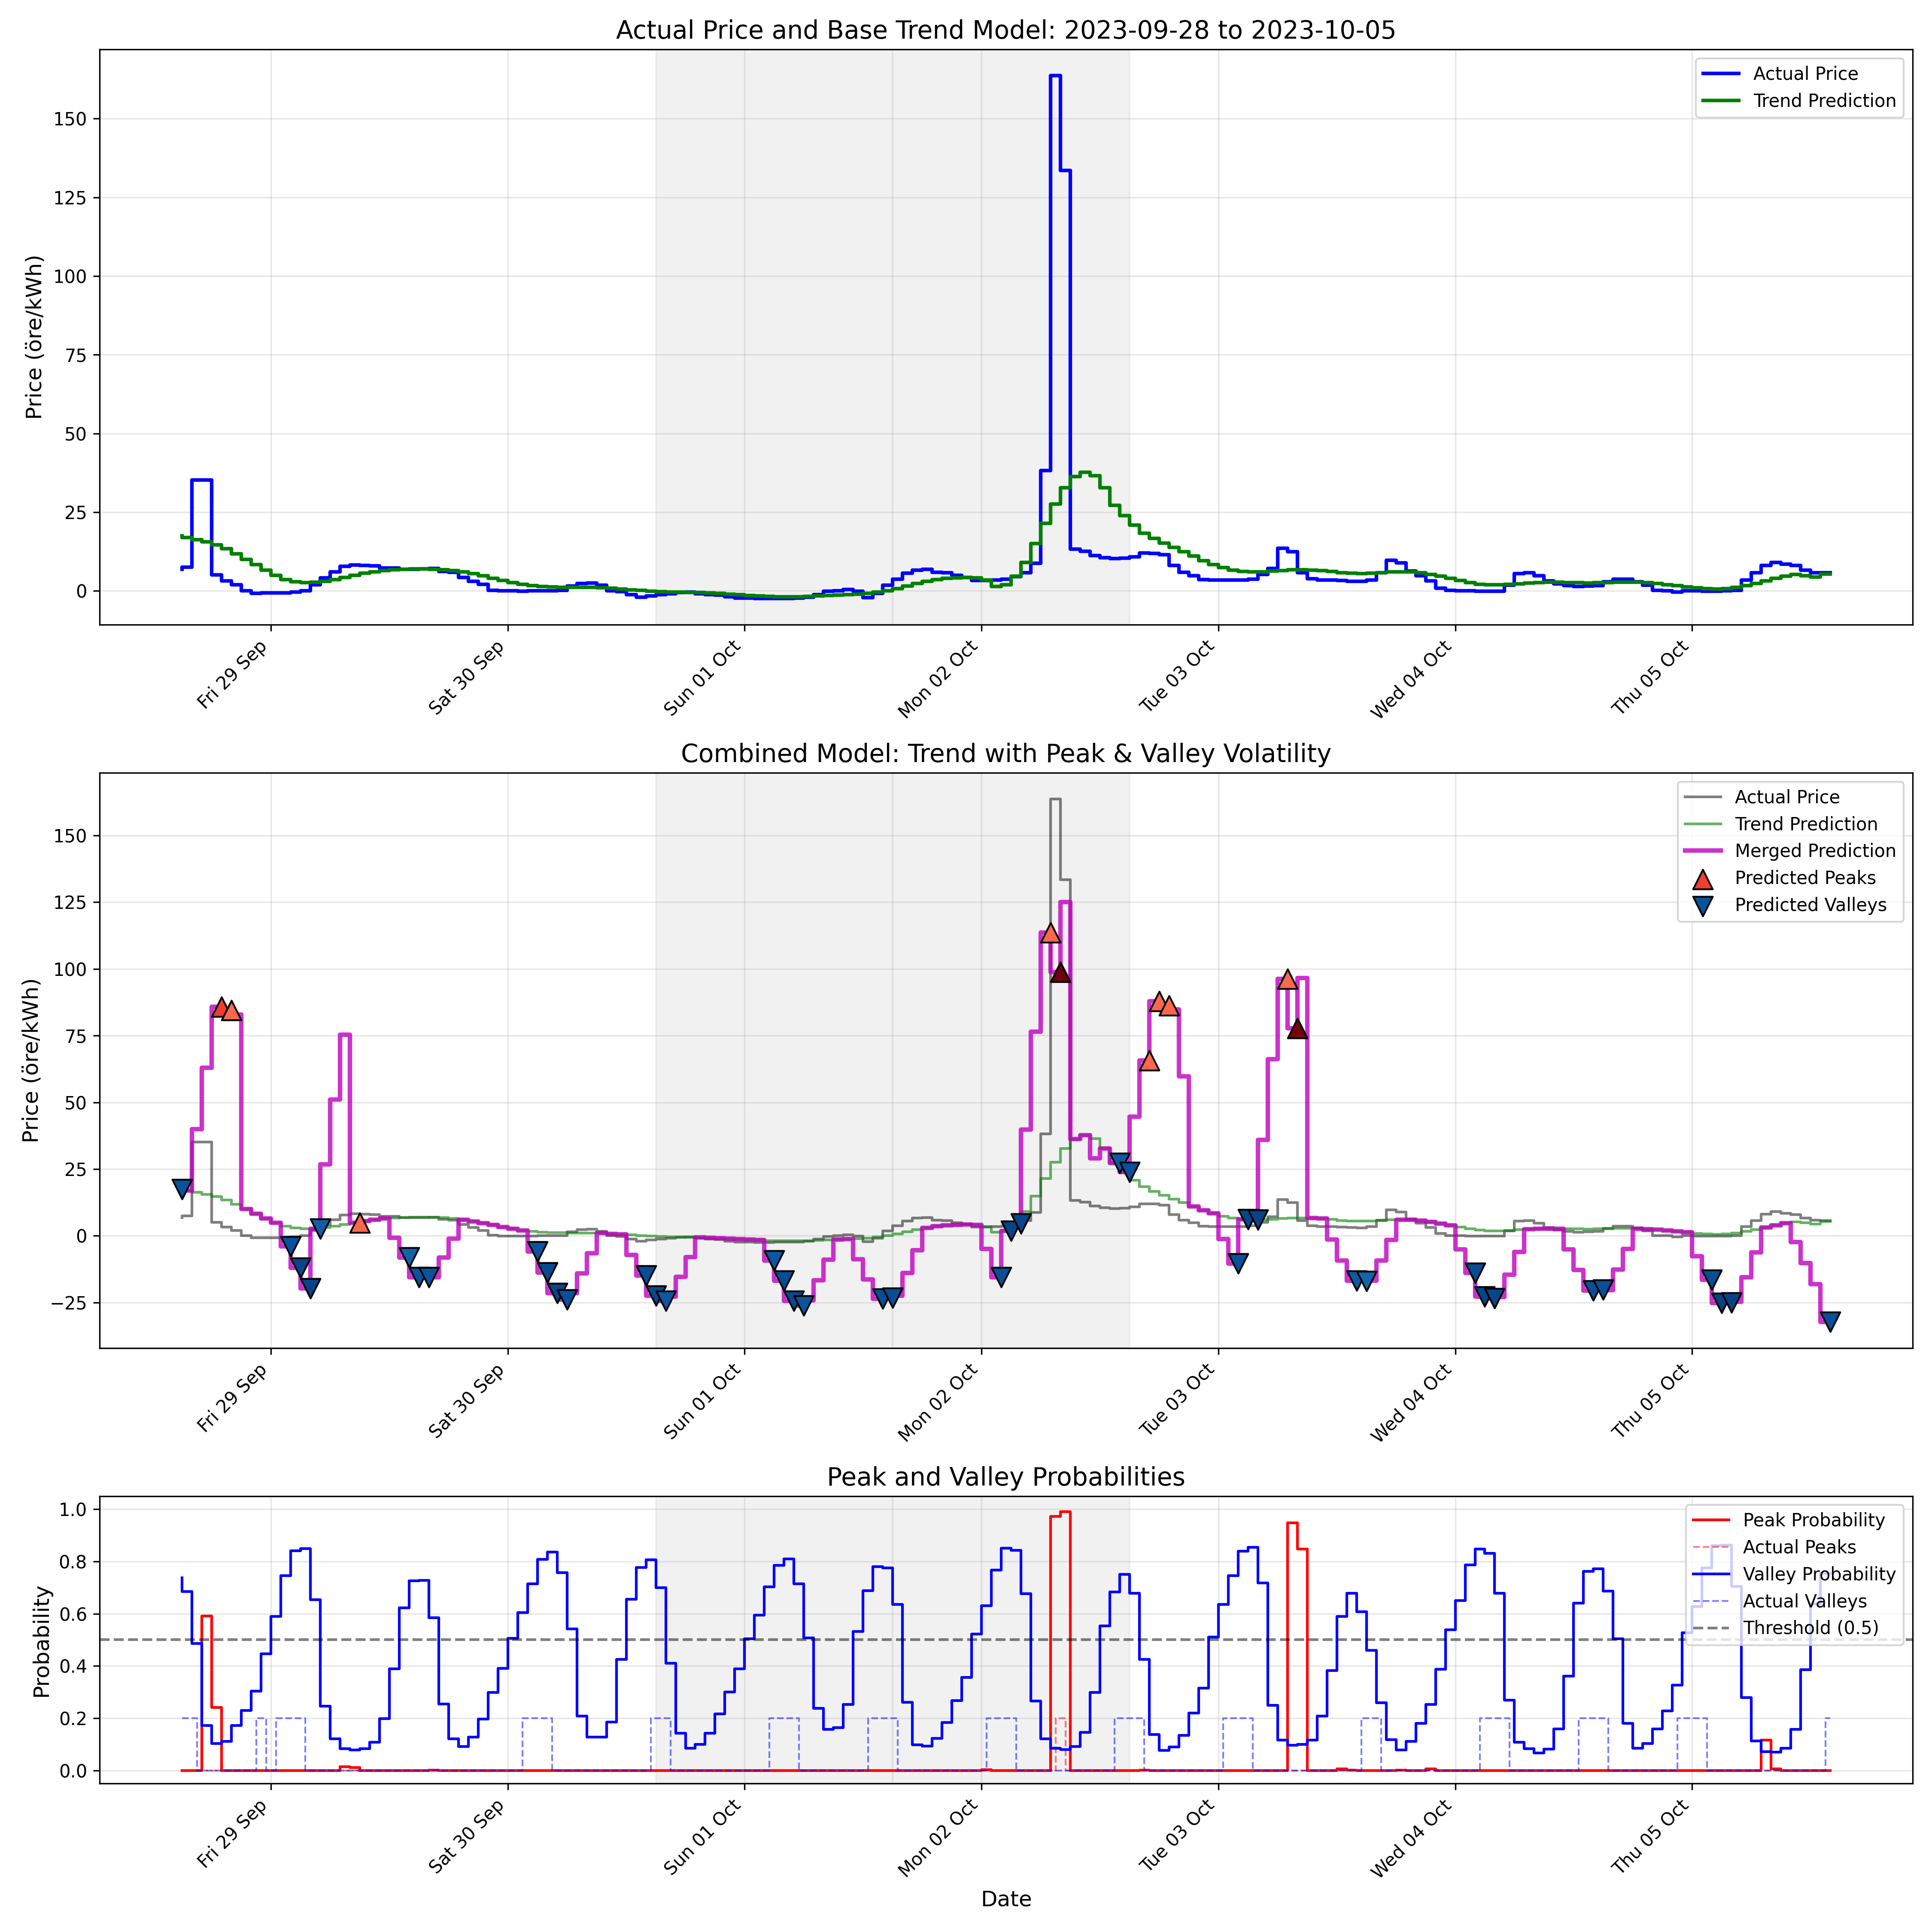 Actual Price and Base Trend Model: 2023-09-28 to 2023-10-05
Price (öre/kWh)
150
125
100
75
50
25
0
Actual Price
Trend Prediction
Fri 29 Sep
Sat 30 Sep
Sun 01 Oct
Mon 02 Oct
Tue 03 Oct
Wed 04 Oct
Thu 05 Oct
Combined Model: Trend with Peak & Valley Volatility
Price (öre/kWh)
150
125
100
75
50
25
0
−25
Actual Price
Trend Prediction
Merged Prediction
Predicted Peaks
Predicted Valleys
Fri 29 Sep
Sat 30 Sep
Sun 01 Oct
Mon 02 Oct
Tue 03 Oct
Wed 04 Oct
Thu 05 Oct
Peak and Valley Probabilities
Probability
1.0
0.8
0.6
0.4
0.2
0.0
Peak Probability
Actual Peaks
Valley Probability
Actual Valleys
Threshold (0.5)
Fri 29 Sep
Sat 30 Sep
Sun 01 Oct
Mon 02 Oct
Tue 03 Oct
Wed 04 Oct
Thu 05 Oct
Date